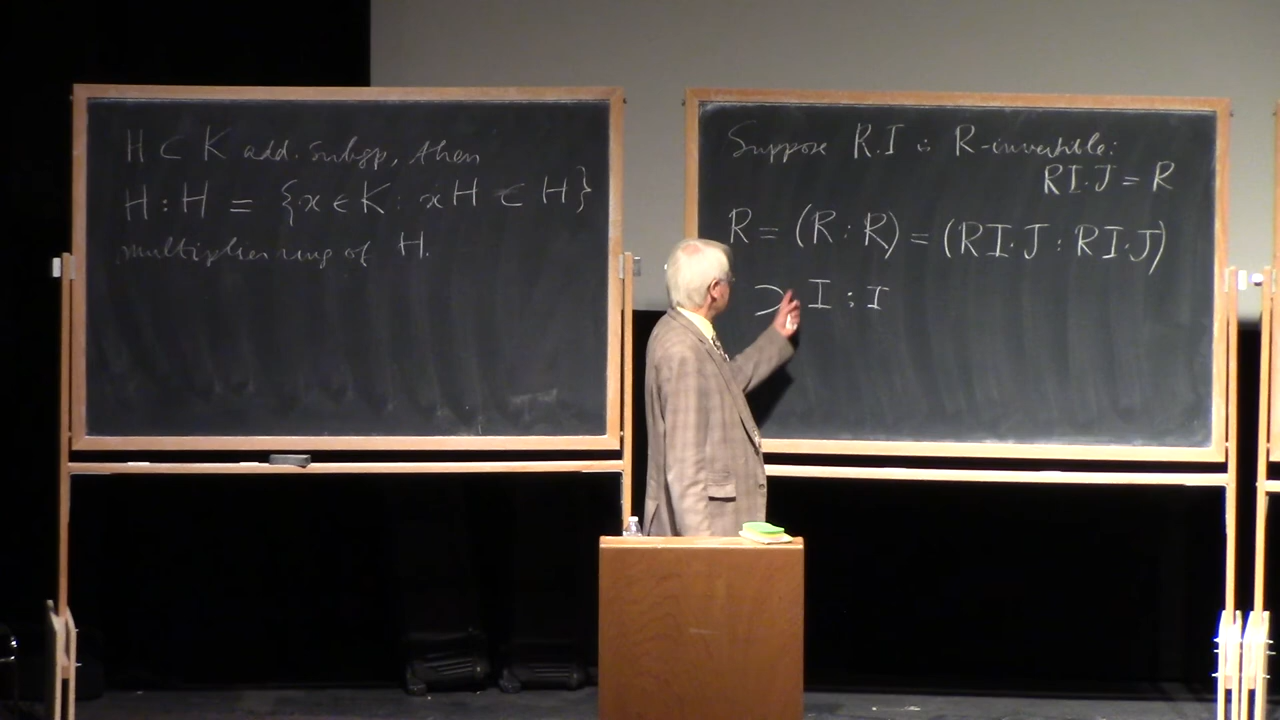 H ⊂ K add. subgp, then
H : H = {x ∈ K : xH ⊂ H}
multiplier ring of H.
Suppose R.I is R-invertible:
RI.J = R
R = (R : R) = (RI.J : RI.J)
⊃ I : I